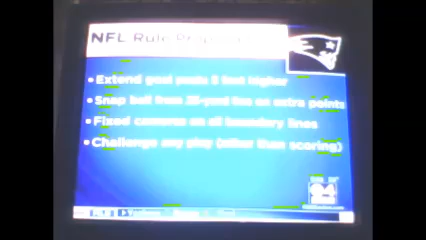 NFL Rule Proposals
• Extend goal posts 5 feet higher
• Snap ball from 25-yard line on extra points
• Fixed cameras on all boundary lines
• Challenge any play (other than scoring)
24